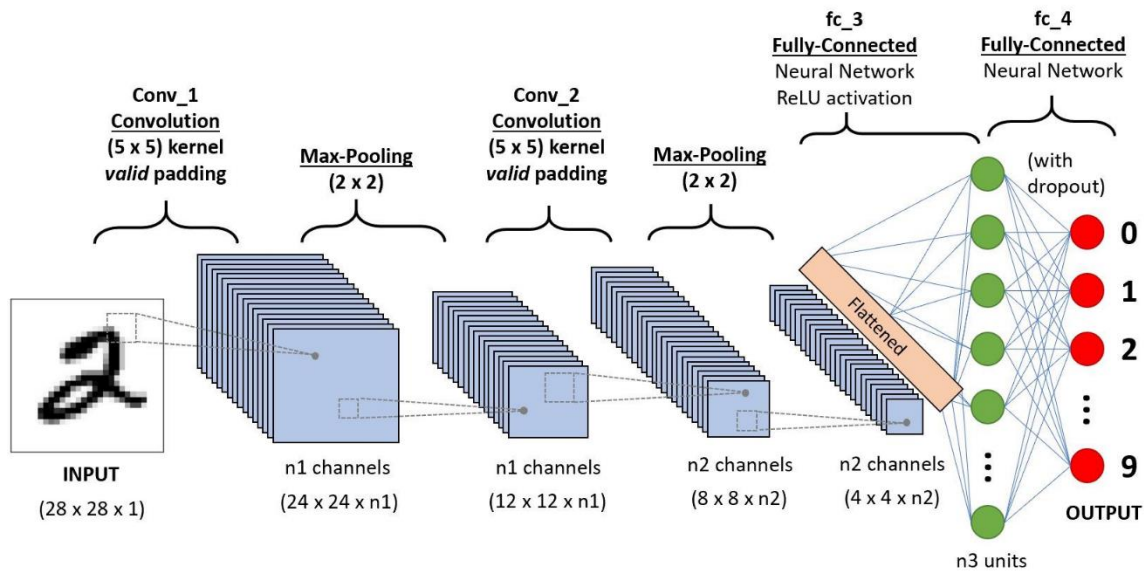 Conv_1
Convolution
(5 x 5) kernel
valid padding
Max-Pooling
(2 x 2)
Conv_2
Convolution
(5 x 5) kernel
valid padding
Max-Pooling
(2 x 2)
fc_3
Fully-Connected
Neural Network
ReLU activation
fc_4
Fully-Connected
Neural Network
(with
dropout)
Flattened
0
1
2
9
OUTPUT
2
INPUT
(28 x 28 x 1)
n1 channels
(24 x 24 x n1)
n1 channels
(12 x 12 x n1)
n2 channels
(8 x 8 x n2)
n2 channels
(4 x 4 x n2)
n3 units